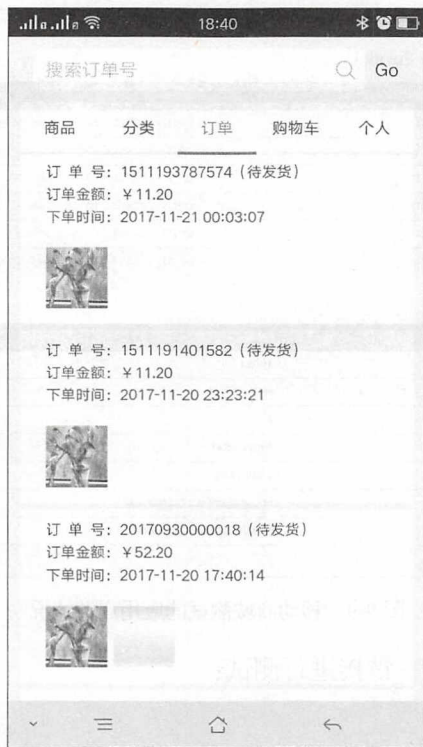 18:40
搜索订单号 Go
商品 分类 订单 购物车 个人
订 单 号：1511193787574（待发货）
订单金额：￥11.20
下单时间：2017-11-21 00:03:07
订 单 号：1511191401582（待发货）
订单金额：￥11.20
下单时间：2017-11-20 23:23:21
订 单 号：20170930000018（待发货）
订单金额：￥52.20
下单时间：2017-11-20 17:40:14